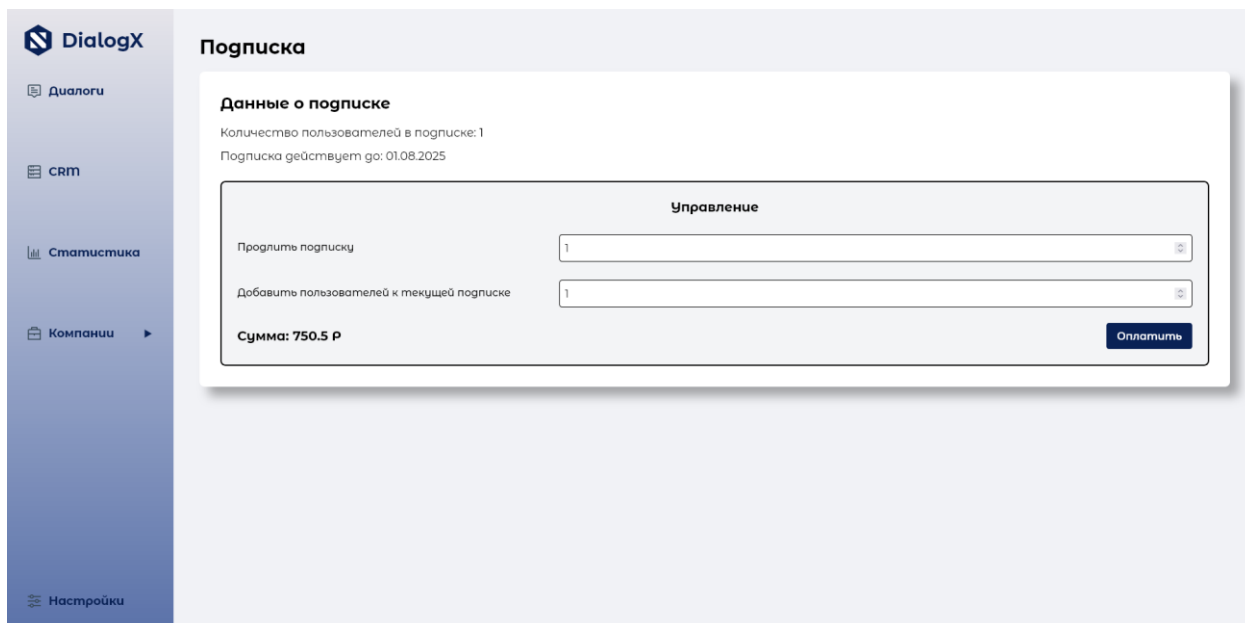 DialogX
Диалоги
CRM
Статистика
Компании
Настройки
Подписка
Данные о подписке
Количество пользователей в подписке: 1
Подписка действует до: 01.08.2025
Управление
Продлить подписку 1
Добавить пользователей к текущей подписке 1
Сумма: 750.5 ₽
Оплатить